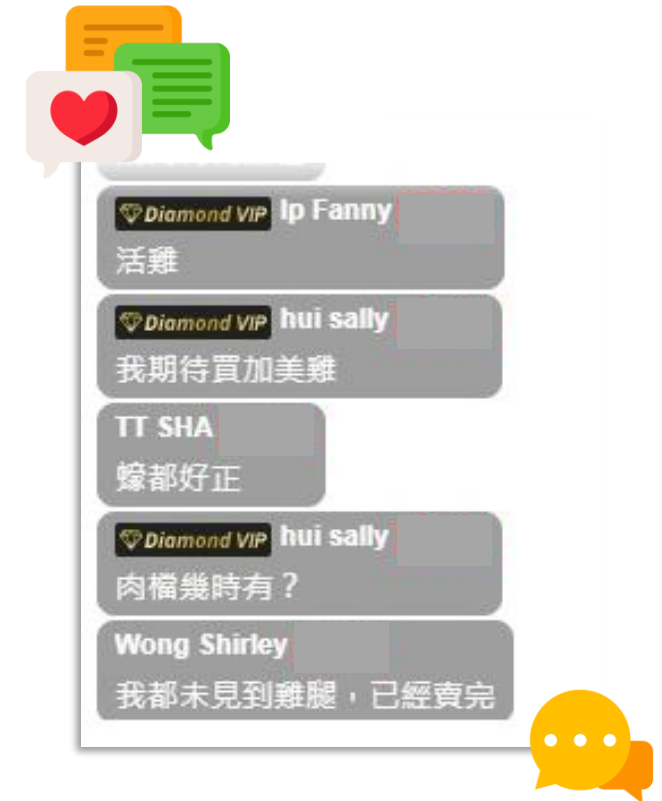 Diamond VIP Ip Fanny
活雞
Diamond VIP hui sally
我期待買加美雞
TT SHA
蠔都好正
Diamond VIP hui sally
肉檔幾時有？
Wong Shirley
我都未見到雞腿，已經賣完